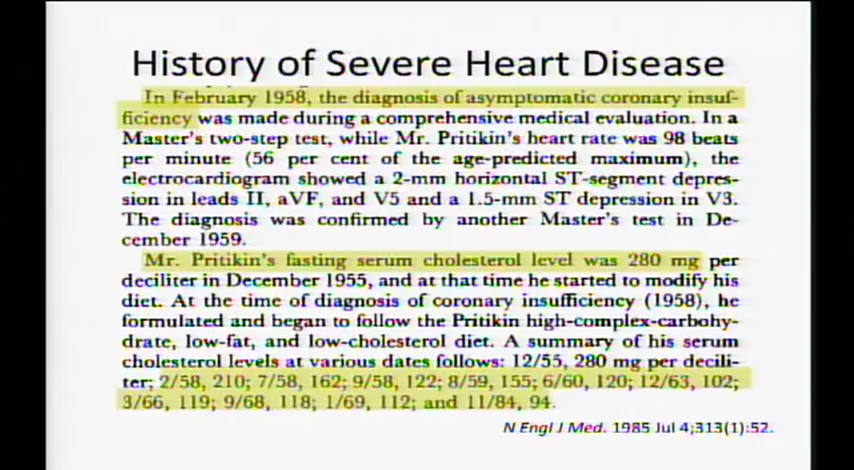 History of Severe Heart Disease
In February 1958, the diagnosis of asymptomatic coronary insuf-
ficiency was made during a comprehensive medical evaluation. In a
Master's two-step test, while Mr. Pritikin's heart rate was 98 beats
per minute (56 per cent of the age-predicted maximum), the
electrocardiogram showed a 2-mm horizontal ST-segment depres-
sion in leads II, aVF, and V5 and a 1.5-mm ST depression in V3.
The diagnosis was confirmed by another Master's test in De-
cember 1959.
Mr. Pritikin's fasting serum cholesterol level was 280 mg per
deciliter in December 1955, and at that time he started to modify his
diet. At the time of diagnosis of coronary insufficiency (1958), he
formulated and began to follow the Pritikin high-complex-carbohy-
drate, low-fat, and low-cholesterol diet. A summary of his serum
cholesterol levels at various dates follows: 12/55, 280 mg per decili-
ter; 2/58, 210; 7/58, 162; 9/58, 122; 8/59, 155; 6/60, 120; 12/63, 102;
3/66, 119; 9/68, 118; 1/69, 112; and 11/84, 94.
N Engl J Med. 1985 Jul 4;313(1):52.